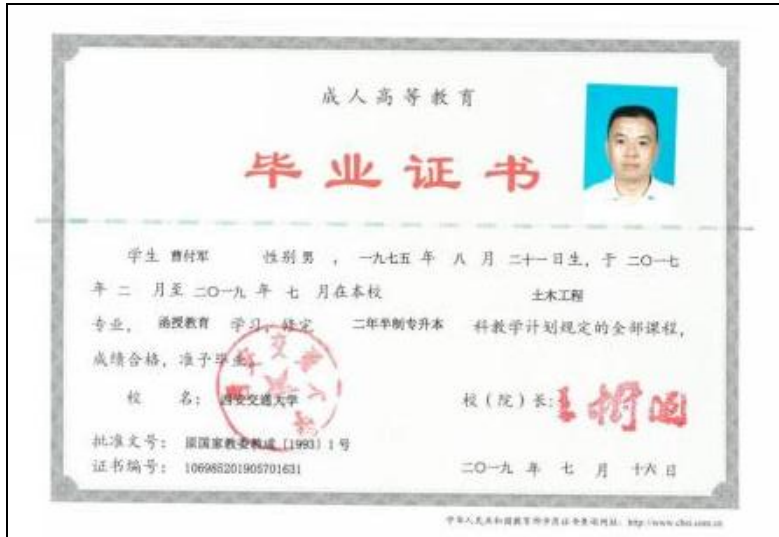 成人高等教育
毕业证书
学生 曹付军 性别 男 ，一九七五 年 八 月 二十一日生，于 二〇一七
年 二 月至 二〇一九 年 七 月在本校 土木工程
专业， 函授教育 学习，修完 二年半制专升本 科教学计划规定的全部课程，
成绩合格，准予毕业。
校 名： 西安交通大学 校（院）长：
批准文号： 原国家教委教成［1993］1号
证书编号： 106985201905701631 二〇一九 年 七 月 十六 日
中华人民共和国教育部学历证书查询网址：http://www.chsi.com.cn